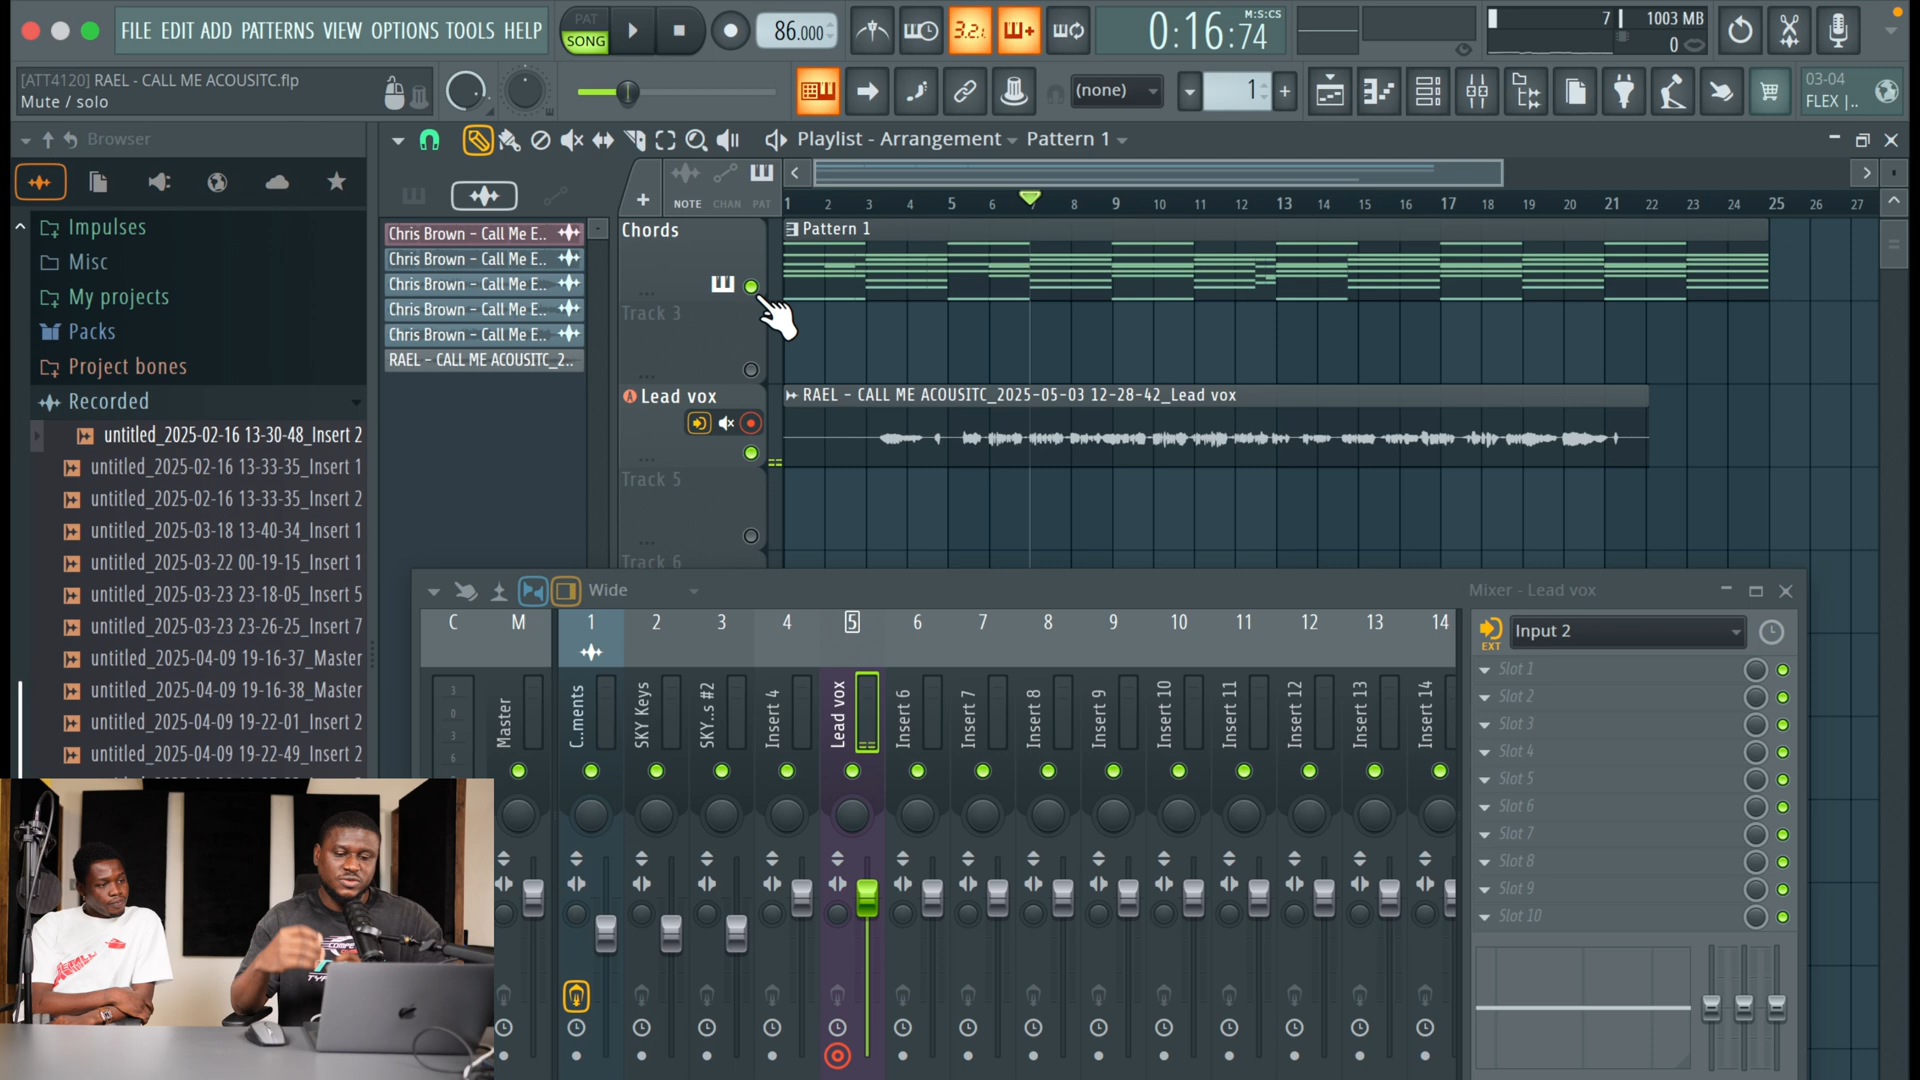 FILE EDIT ADD PATTERNS VIEW OPTIONS TOOLS HELP
PAT
SONG
86.000
3.2.
0:16:74
M:S:CS
7
1003 MB
0
[ATT4120] RAEL - CALL ME ACOUSITC.flp
Mute / solo
(none)
1
03-04
FLEX |..
Browser
Playlist - Arrangement
Pattern 1
NOTE CHAN PAT
1 2 3 4 5 6 7 8 9 10 11 12 13 14 15 16 17 18 19 20 21 22 23 24 25 26 27
Impulses
Misc
My projects
Packs
Project bones
Recorded
untitled_2025-02-16 13-30-48_Insert 2
untitled_2025-02-16 13-33-35_Insert 1
untitled_2025-02-16 13-33-35_Insert 2
untitled_2025-03-18 13-40-34_Insert 1
untitled_2025-03-22 00-19-15_Insert 1
untitled_2025-03-23 23-18-05_Insert 5
untitled_2025-03-23 23-26-25_Insert 7
untitled_2025-04-09 19-16-37_Master
untitled_2025-04-09 19-16-38_Master
untitled_2025-04-09 19-22-01_Insert 2
untitled_2025-04-09 19-22-49_Insert 2
Chris Brown - Call Me E..
Chris Brown - Call Me E..
Chris Brown - Call Me E..
Chris Brown - Call Me E..
Chris Brown - Call Me E..
RAEL - CALL ME ACOUSITC_2..
Chords
Pattern 1
Track 3
Lead vox
RAEL - CALL ME ACOUSITC_2025-05-03 12-28-42_Lead vox
Track 5
Track 6
Wide
Mixer - Lead vox
C M 1 2 3 4 5 6 7 8 9 10 11 12 13 14
3
0
3
6
Master
C..ments
SKY Keys
SKY..s #2
Insert 4
Lead vox
Insert 6
Insert 7
Insert 8
Insert 9
Insert 10
Insert 11
Insert 12
Insert 13
Insert 14
EXT
Input 2
Slot 1
Slot 2
Slot 3
Slot 4
Slot 5
Slot 6
Slot 7
Slot 8
Slot 9
Slot 10